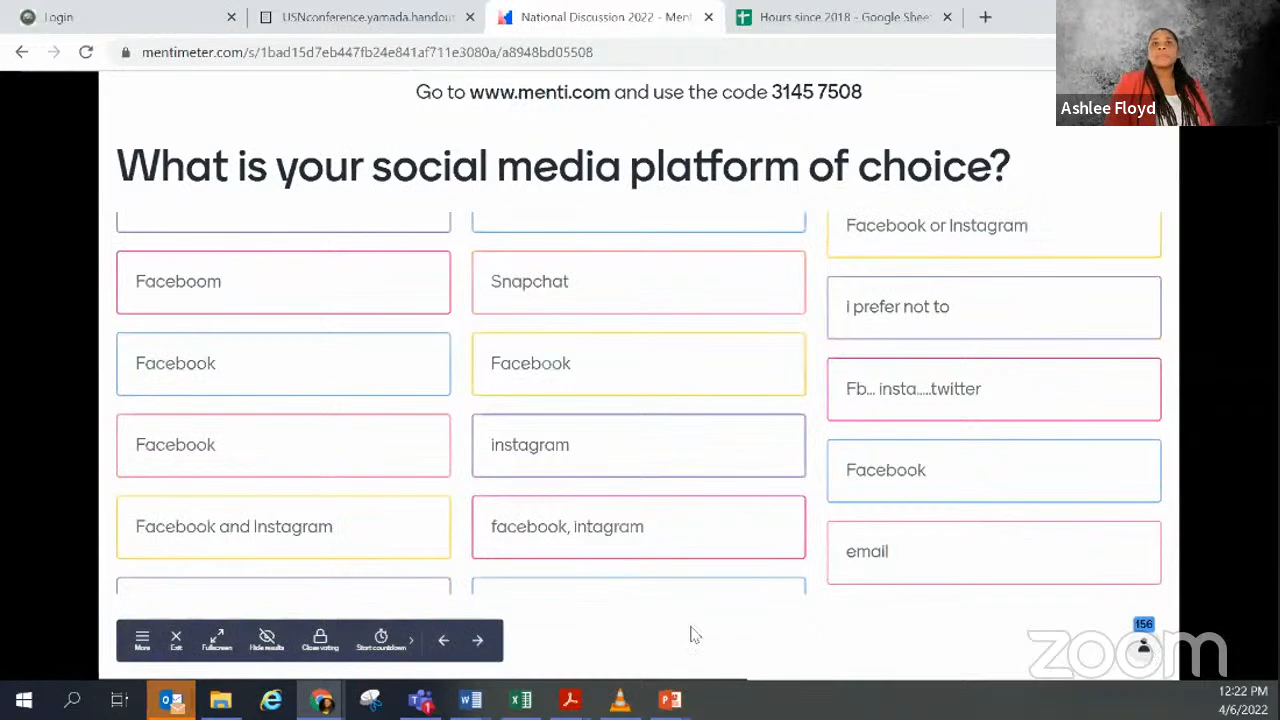 Login
USNconference.yamada.handou
National Discussion 2022 - Ment
Hours since 2018 - Google Sheet
mentimeter.com/s/1bad15d7eb447fb24e841af711e3080a/a8948bd05508
Ashlee Floyd
Go to www.menti.com and use the code 3145 7508
What is your social media platform of choice?
Faceboom
Facebook
Facebook
Facebook and Instagram
Snapchat
Facebook
instagram
facebook, intagram
Facebook or Instagram
i prefer not to
Fb... insta.....twitter
Facebook
email
More
Exit
Fullscreen
Hide results
Close voting
Start countdown
156
zoom
12:22 PM
4/6/2022